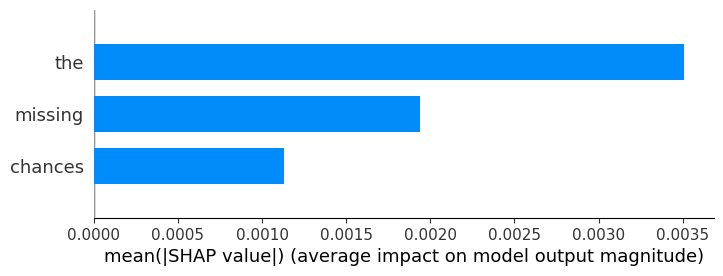 the
missing
chances
0.0000 0.0005 0.0010 0.0015 0.0020 0.0025 0.0030 0.0035
mean(|SHAP value|) (average impact on model output magnitude)